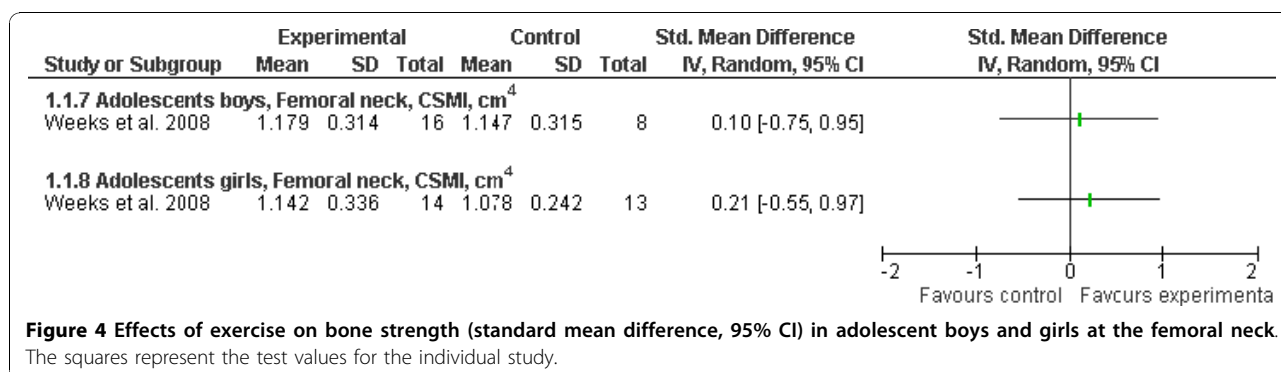 Experimental Control Std. Mean Difference Std. Mean Difference
Study or Subgroup Mean SD Total Mean SD Total IV, Random, 95% CI IV, Random, 95% CI
1.1.7 Adolescents boys, Femoral neck, CSMI, cm4
Weeks et al. 2008 1.179 0.314 16 1.147 0.315 8 0.10 [-0.75, 0.95]
1.1.8 Adolescents girls, Femoral neck, CSMI, cm4
Weeks et al. 2008 1.142 0.336 14 1.078 0.242 13 0.21 [-0.55, 0.97]
-2 -1 0 1 2
Favours control Favcurs experimenta
Figure 4 Effects of exercise on bone strength (standard mean difference, 95% CI) in adolescent boys and girls at the femoral neck.
The squares represent the test values for the individual study.